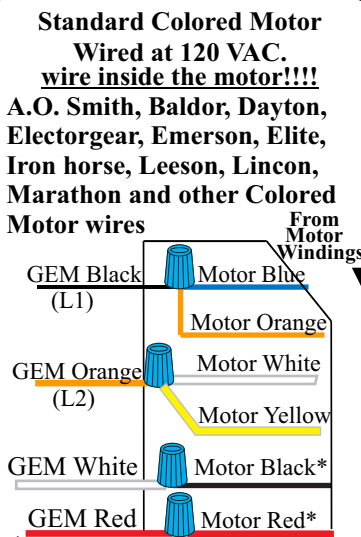 Standard Colored Motor
Wired at 120 VAC.
wire inside the motor!!!!
A.O. Smith, Baldor, Dayton,
Electorgear, Emerson, Elite,
Iron horse, Leeson, Lincon,
Marathon and other Colored
Motor wires
From
Motor
Windings
GEM Black
Motor Blue
(L1)
Motor Orange
GEM Orange
Motor White
(L2)
Motor Yellow
GEM White
Motor Black*
GEM Red
Motor Red*